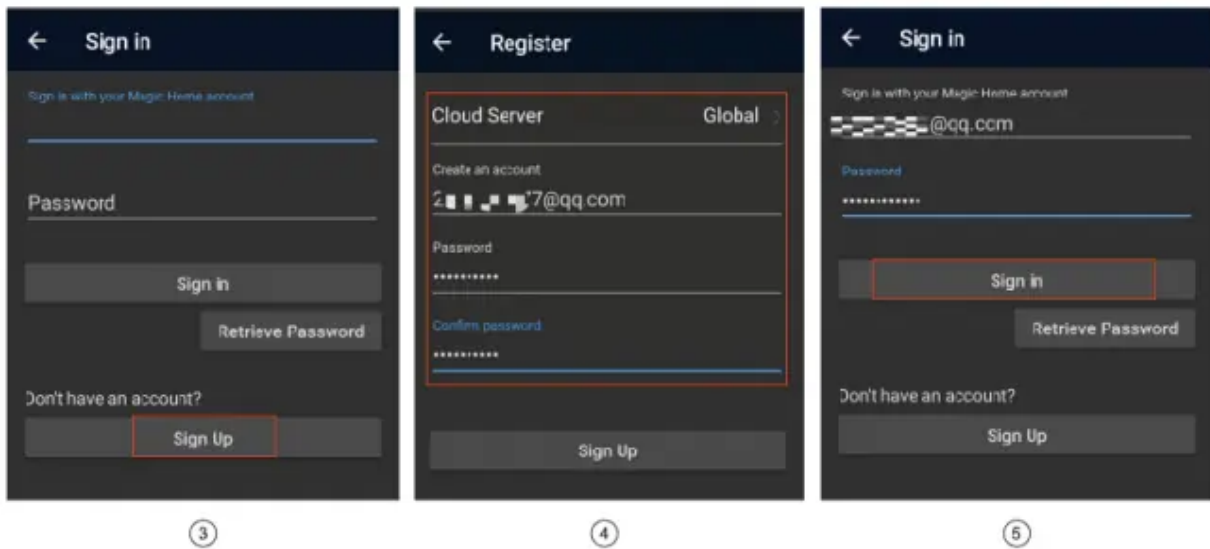 Sign in
Sign in with your Magic Home account
Password
Sign in
Retrieve Password
Don't have an account?
Sign Up
③
Register
Cloud Server Global
Create an account
7@qq.com
Password
••••••••••
Confirm password
••••••••••
Sign Up
④
Sign in
Sign in with your Magic Home account
@qq.com
Password
••••••••••••
Sign in
Retrieve Password
Don't have an account?
Sign Up
⑤